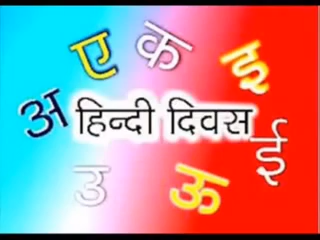 ए क इ
अ हिन्दी दिवस ई
उ ऊ